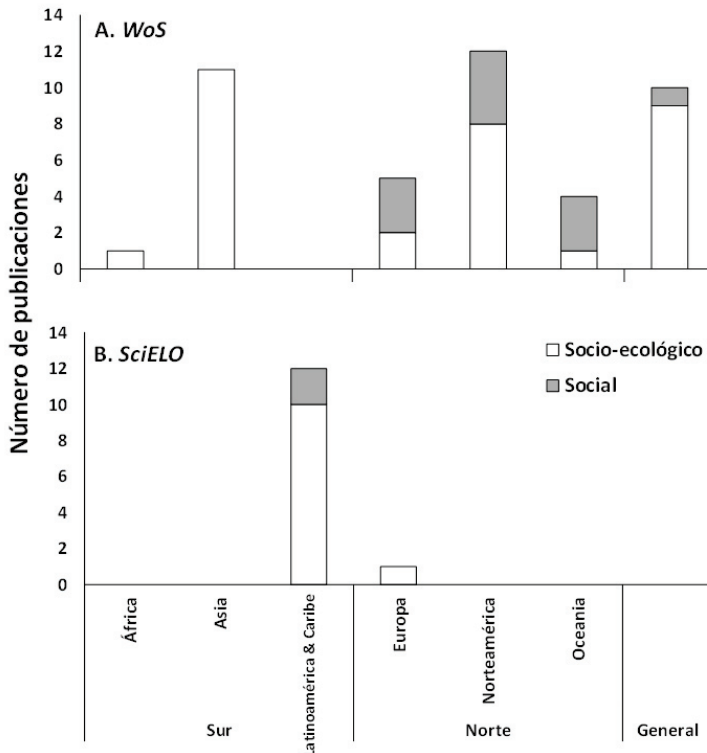 A. WoS
14
12
10
8
6
4
2
0
Número de publicaciones
B. SciELO
14
12
10
8
6
4
2
0
Socio-ecológico
Social
África
Asia
Latinoamérica & Caribe
Europa
Norteamérica
Oceania
Sur
Norte
General